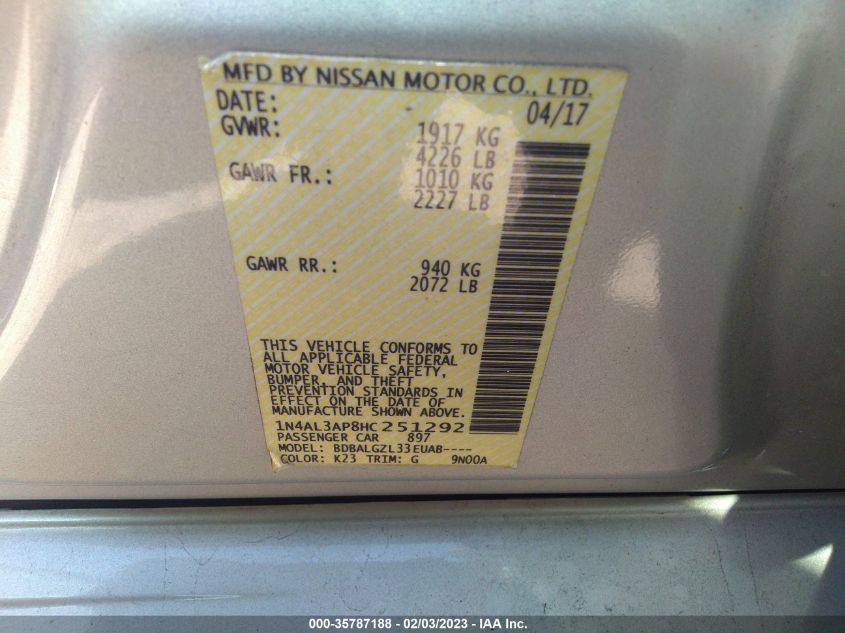 MFD BY NISSAN MOTOR CO., LTD.
DATE: 04/17
GVWR: 1917 KG
4226 LB
GAWR FR.: 1010 KG
2227 LB
GAWR RR.: 940 KG
2072 LB
THIS VEHICLE CONFORMS TO
ALL APPLICABLE FEDERAL
MOTOR VEHICLE SAFETY,
BUMPER, AND THEFT
PREVENTION STANDARDS IN
EFFECT ON THE DATE OF
MANUFACTURE SHOWN ABOVE.
1N4AL3AP8HC251292
PASSENGER CAR 897
MODEL: BDBALGZL33EUAB----
COLOR: K23 TRIM: G 9N00A
000-35787188 - 02/03/2023 - IAA Inc.